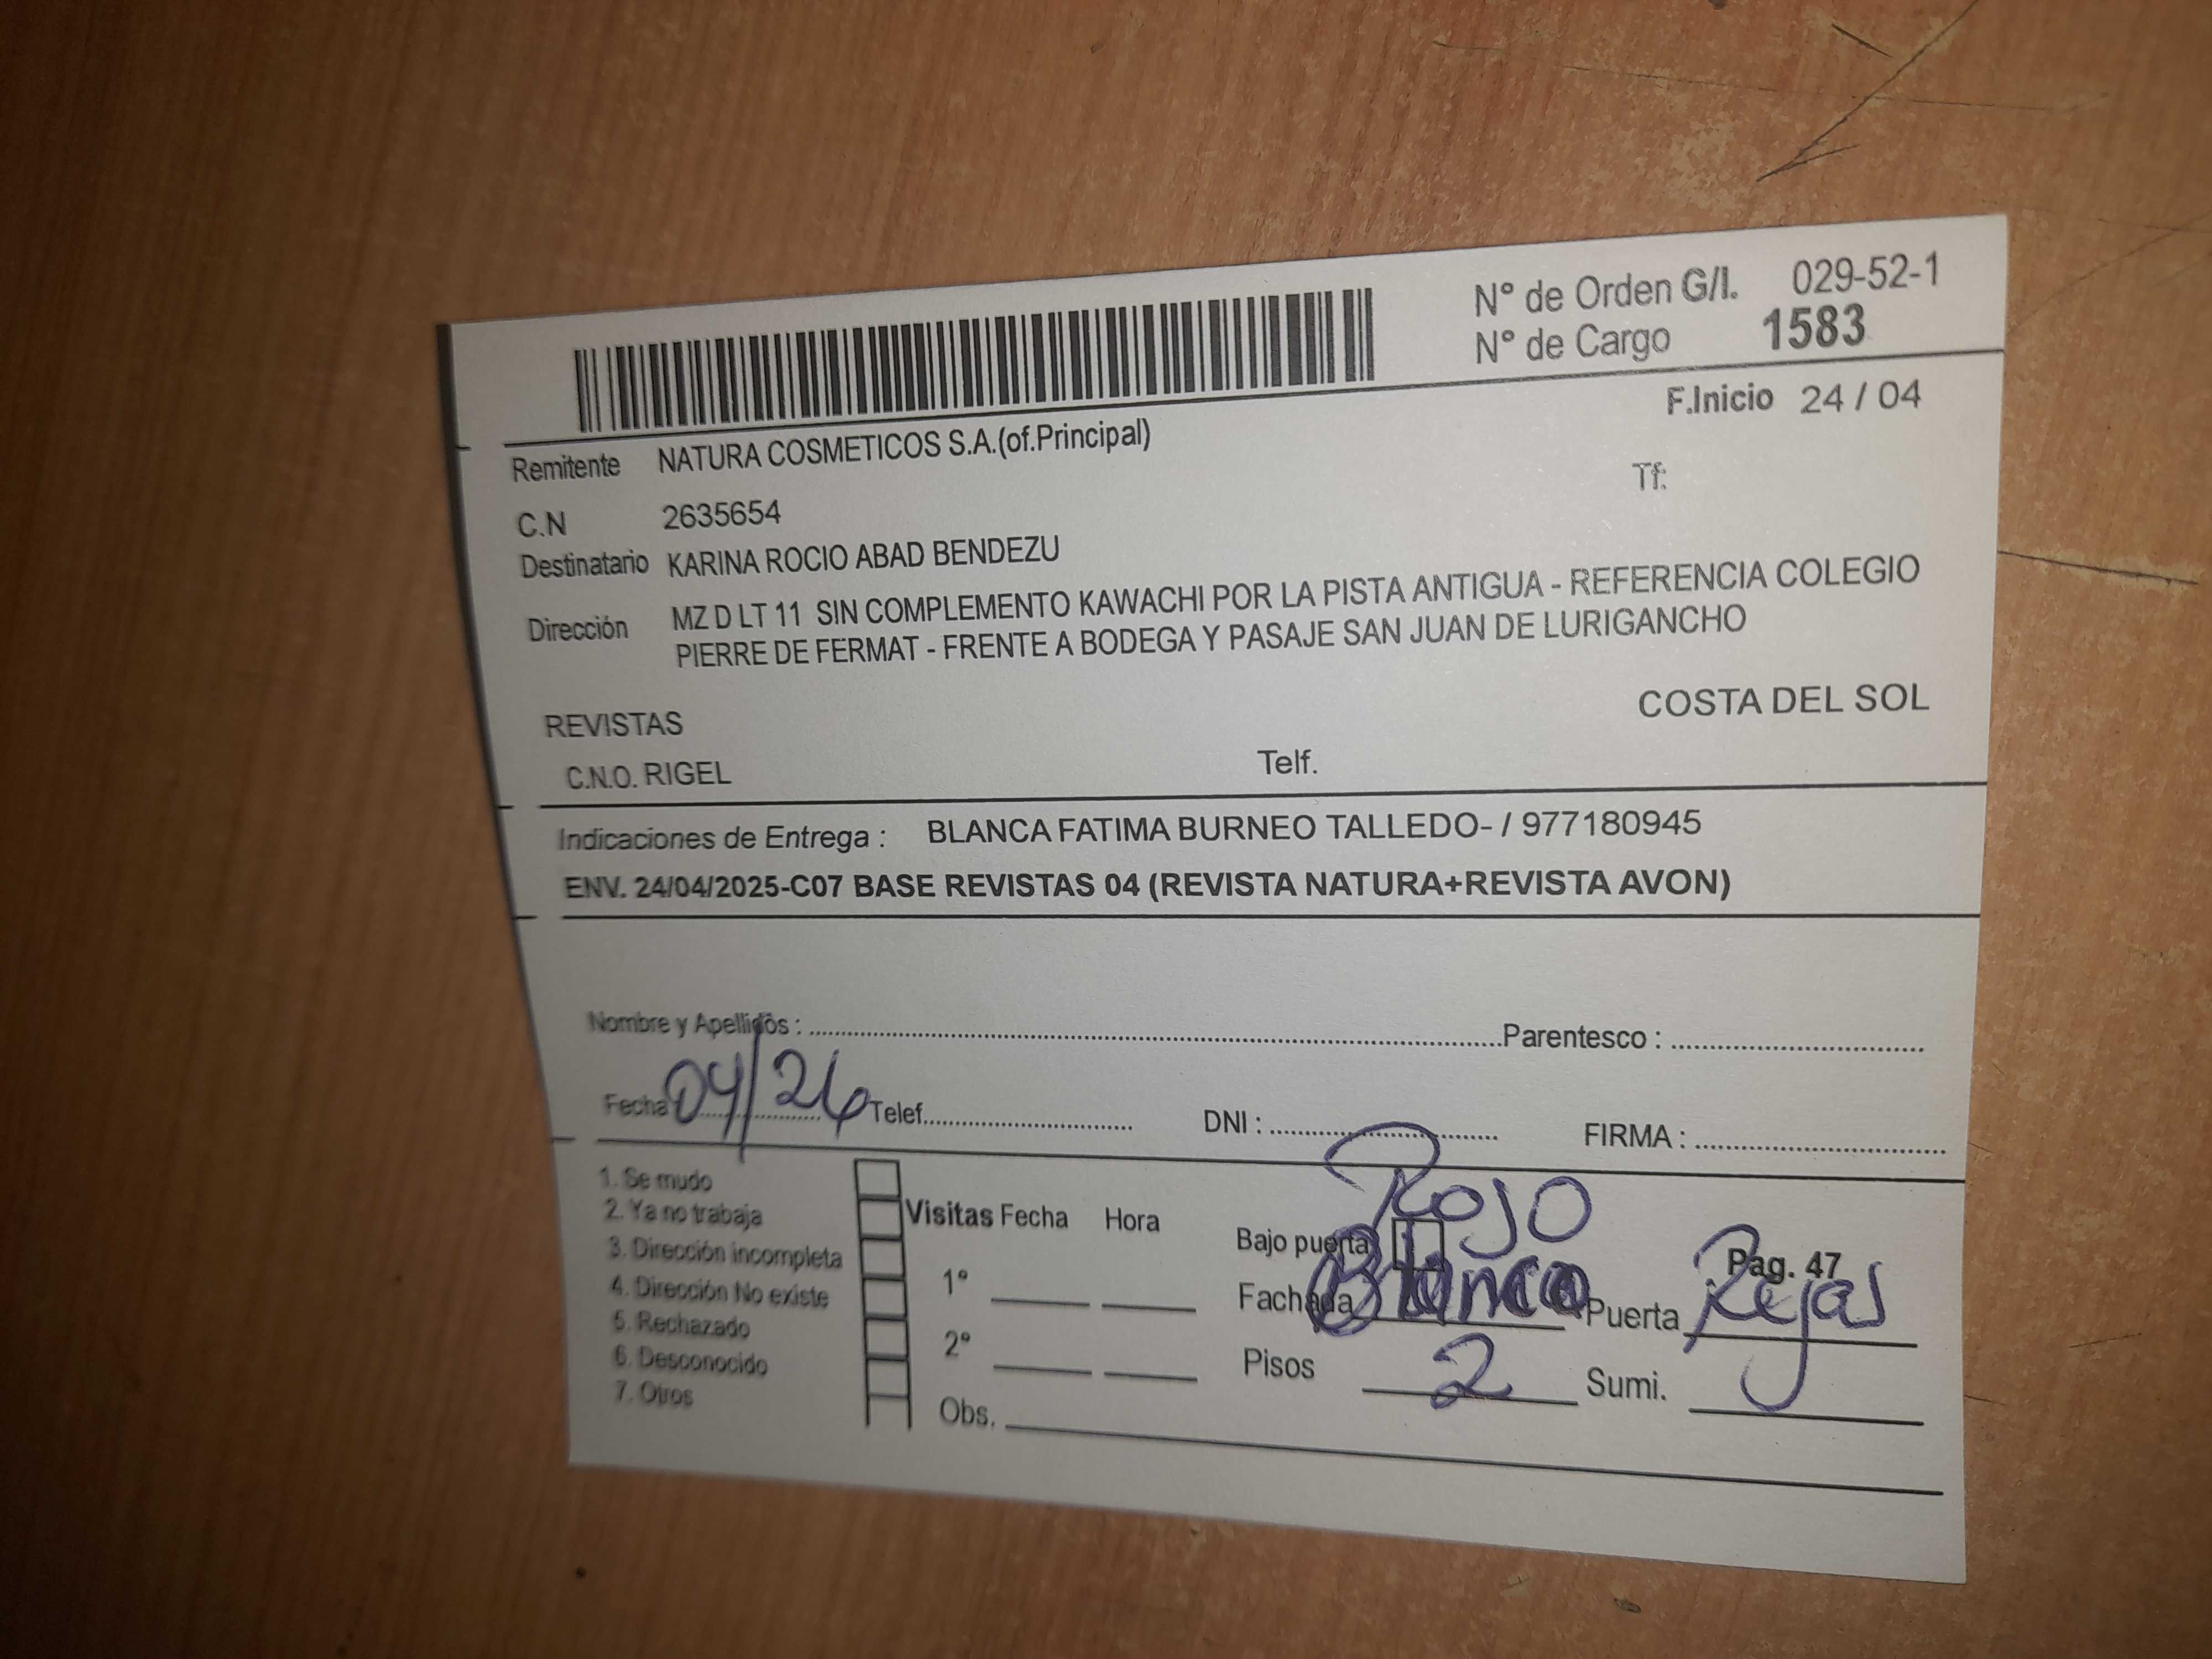 N° de Orden G/I. 029-52-1
N° de Cargo 1583
F.Inicio 24 / 04
Remitente NATURA COSMETICOS S.A.(of.Principal)
Tf:
C.N 2635654
Destinatario KARINA ROCIO ABAD BENDEZU
Dirección MZ D LT 11 SIN COMPLEMENTO KAWACHI POR LA PISTA ANTIGUA - REFERENCIA COLEGIO
PIERRE DE FERMAT - FRENTE A BODEGA Y PASAJE SAN JUAN DE LURIGANCHO
COSTA DEL SOL
REVISTAS
C.N.O. RIGEL Telf.
Indicaciones de Entrega : BLANCA FATIMA BURNEO TALLEDO- / 977180945
ENV. 24/04/2025-C07 BASE REVISTAS 04 (REVISTA NATURA+REVISTA AVON)
Nombre y Apellidos : Parentesco :
Fecha 04/26 Telef. DNI : FIRMA :
1. Se mudo
2. Ya no trabaja
3. Dirección incompleta
4. Dirección No existe
5. Rechazado
6. Desconocido
7. Otros
Visitas Fecha Hora
1°
2°
Obs.
Rojo
Bajo puerta Pag. 47
Fachada Blanco Puerta Rejas
Pisos 2 Sumi.